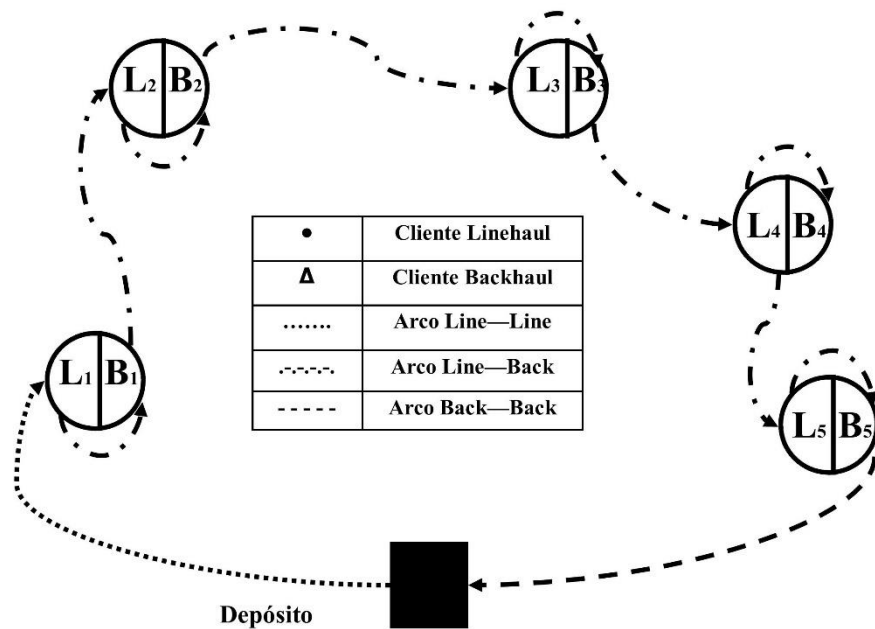 L2 B2
L3 B3
L4 B4
L1 B1
L5 B5
• Cliente Linehaul
Δ Cliente Backhaul
....... Arco Line—Line
.-.-.-. Arco Line—Back
------ Arco Back—Back
Depósito